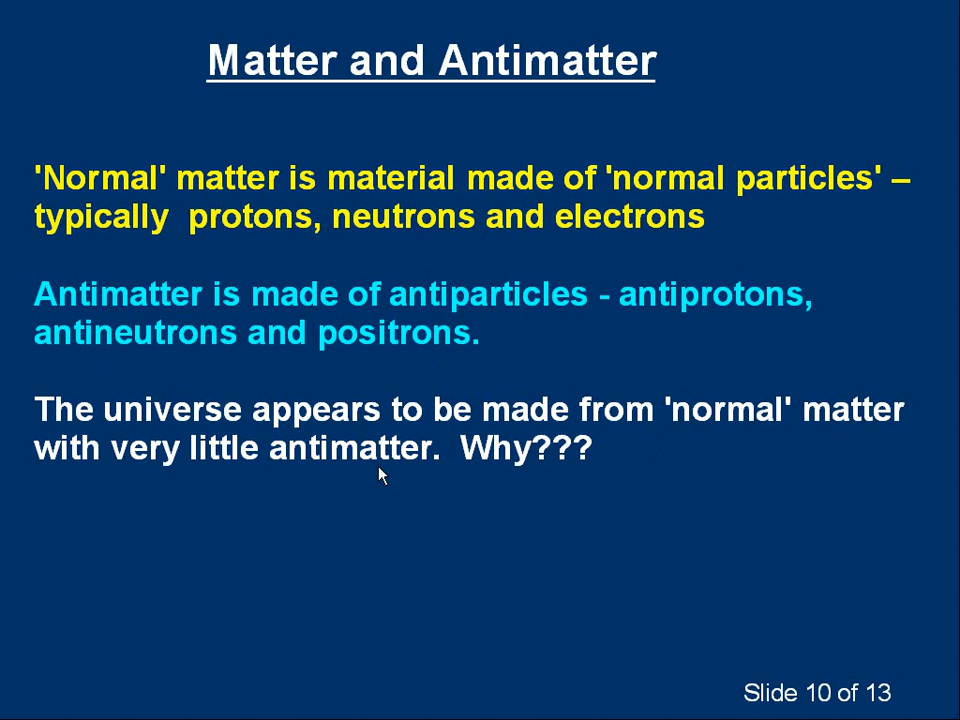 Matter and Antimatter
'Normal' matter is material made of 'normal particles' –
typically  protons, neutrons and electrons
Antimatter is made of antiparticles - antiprotons,
antineutrons and positrons.
The universe appears to be made from 'normal' matter
with very little antimatter.  Why???
Slide 10 of 13